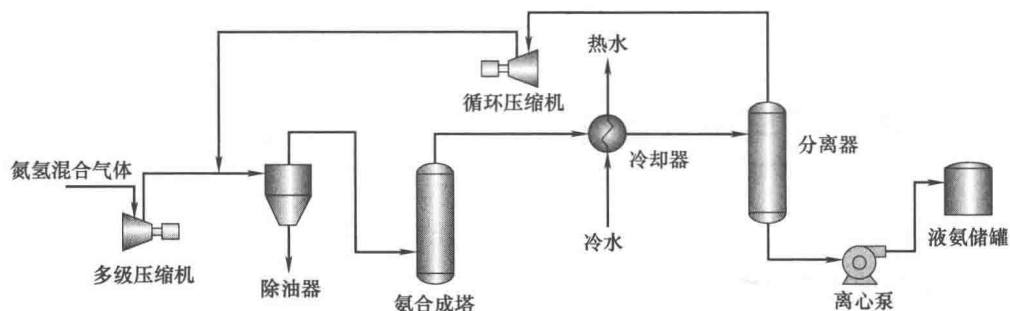 热水
循环压缩机
分离器
冷却器
氮氢混合气体
冷水
液氨储罐
多级压缩机
除油器
氨合成塔
离心泵